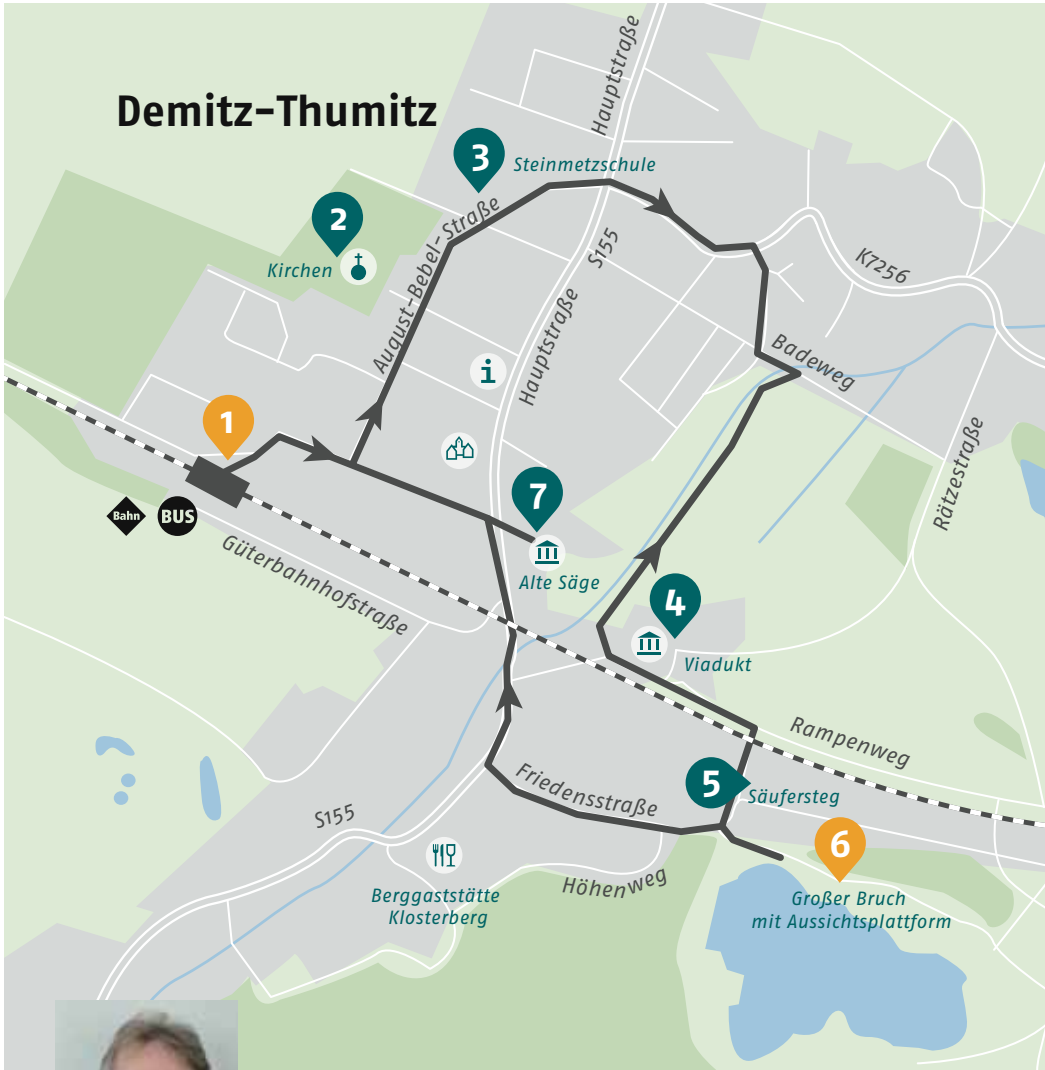 Demitz-Thumitz
Hauptstraße
3
Steinmetzschule
2
Kirchen
August-Bebel-Straße
S155
K7256
Hauptstraße
i
Badeweg
1
Rätzestraße
7
Bahn
BUS
Güterbahnhofstraße
Alte Säge
4
Viadukt
Rampenweg
5
Säufersteg
Friedensstraße
S155
6
Höhenweg
Berggaststätte
Klosterberg
Großer Bruch
mit Aussichtsplattform